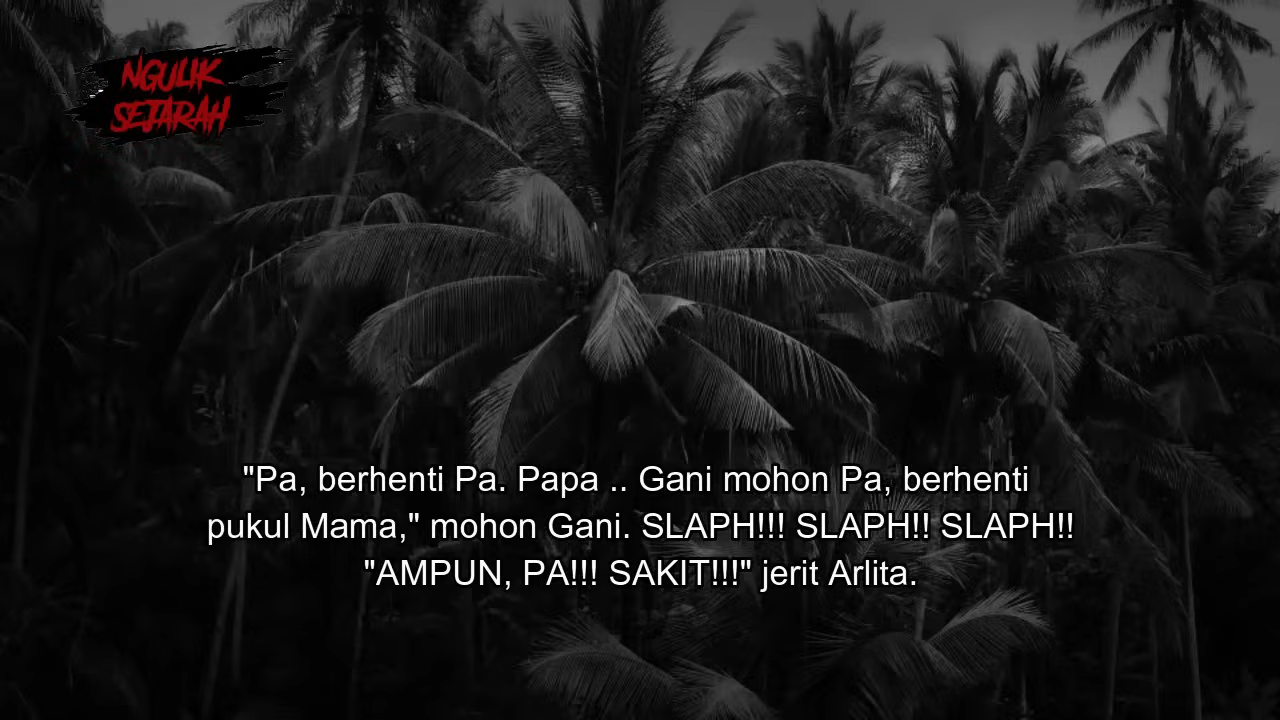 NGULIK
SEJARAH
"Pa, berhenti Pa. Papa .. Gani mohon Pa, berhenti
pukul Mama," mohon Gani. SLAPH!!! SLAPH!! SLAPH!!
"AMPUN, PA!!! SAKIT!!!" jerit Arlita.